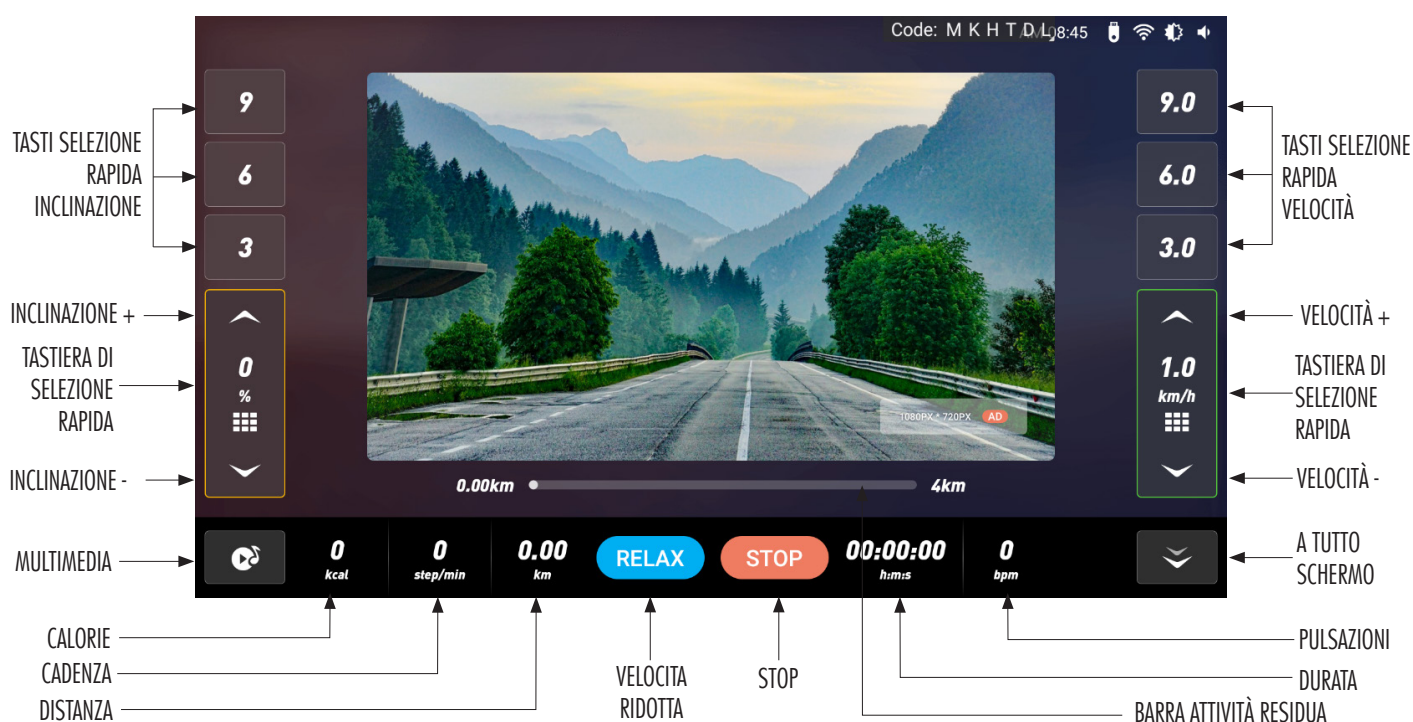 Code: M K H T D L AM 08:45
9
6
3
TASTI SELEZIONE
RAPIDA
INCLINAZIONE
9.0
6.0
3.0
TASTI SELEZIONE
RAPIDA
VELOCITÀ
INCLINAZIONE +
0
%
TASTIERA DI
SELEZIONE
RAPIDA
INCLINAZIONE -
VELOCITÀ +
1.0
km/h
TASTIERA DI
SELEZIONE
RAPIDA
VELOCITÀ -
1080PX * 720PX AD
0.00km 4km
MULTIMEDIA
0
kcal
0
step/min
0.00
km
RELAX
STOP
00:00:00
h:m:s
0
bpm
A TUTTO
SCHERMO
CALORIE
CADENZA
DISTANZA
VELOCITA
RIDOTTA
STOP
PULSAZIONI
DURATA
BARRA ATTIVITÀ RESIDUA